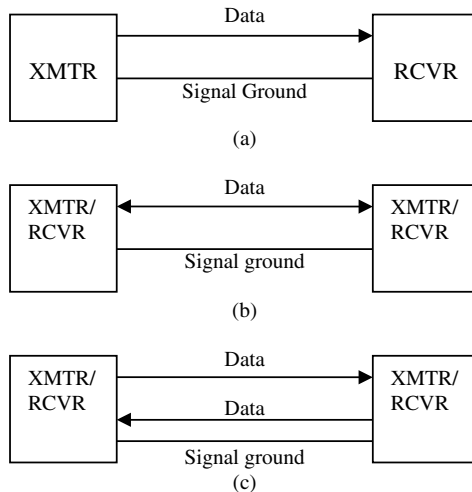 Data
XMTR
RCVR
Signal Ground
(a)
Data
XMTR/
RCVR
XMTR/
RCVR
Signal ground
(b)
Data
XMTR/
RCVR
XMTR/
RCVR
Data
Signal ground
(c)